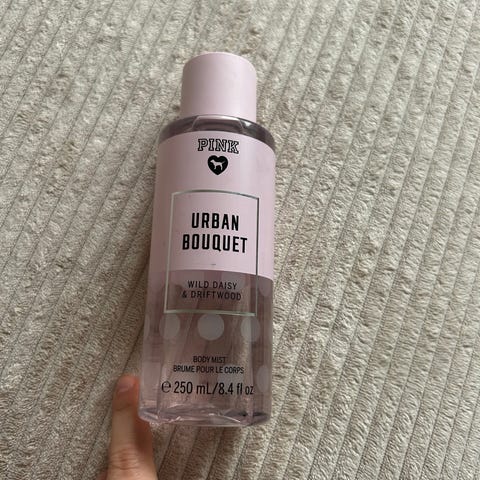 PINK
URBAN
BOUQUET
WILD DAISY
& DRIFTWOOD
BODY MIST
BRUME POUR LE CORPS
℮ 250 mL/8.4 fl oz